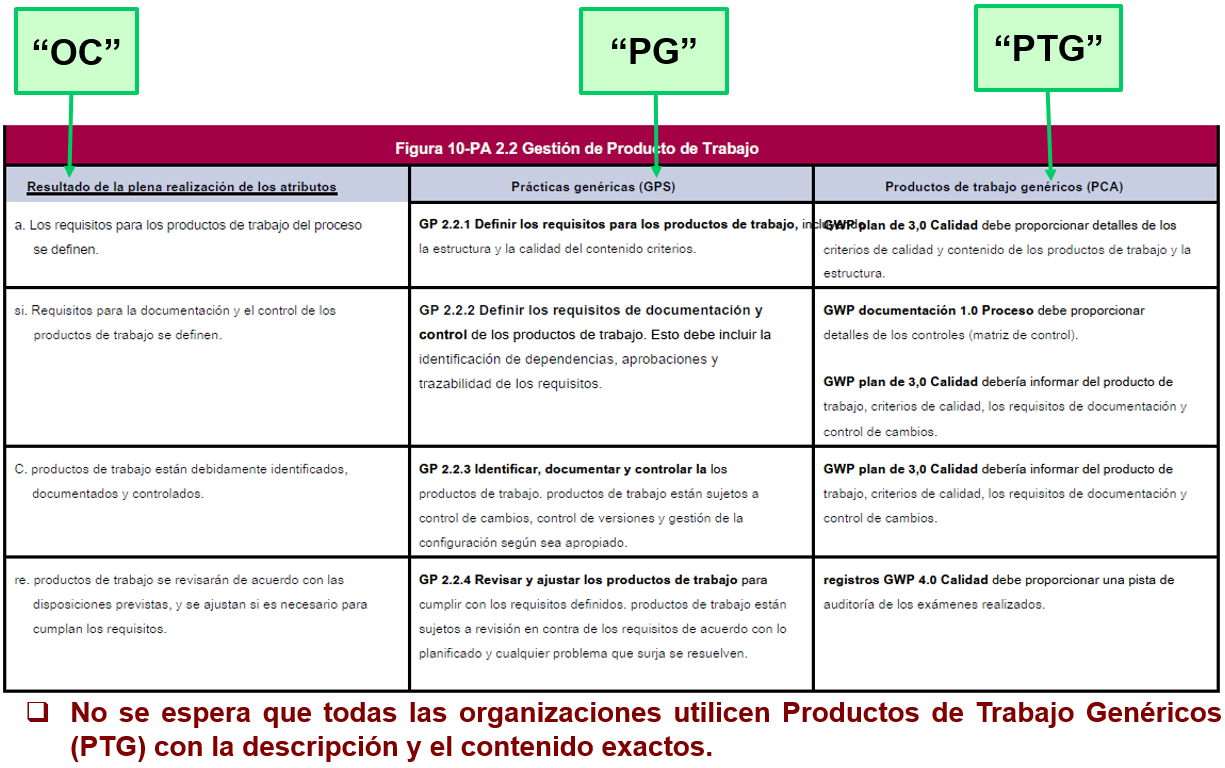 “OC”
“PG”
“PTG”
Figura 10-PA 2.2 Gestión de Producto de Trabajo
Resultado de la plena realización de los atributos
Prácticas genéricas (GPS)
Productos de trabajo genéricos (PCA)
a. Los requisitos para los productos de trabajo del proceso
se definen.
GP 2.2.1 Definir los requisitos para los productos de trabajo,
la estructura y la calidad del contenido criterios.
GWP plan de 3,0 Calidad debe proporcionar detalles de los
criterios de calidad y contenido de los productos de trabajo y la
estructura.
si. Requisitos para la documentación y el control de los
productos de trabajo se definen.
GP 2.2.2 Definir los requisitos de documentación y
control de los productos de trabajo. Esto debe incluir la
identificación de dependencias, aprobaciones y
trazabilidad de los requisitos.
GWP documentación 1.0 Proceso debe proporcionar
detalles de los controles (matriz de control).
GWP plan de 3,0 Calidad debería informar del producto de
trabajo, criterios de calidad, los requisitos de documentación y
control de cambios.
C. productos de trabajo están debidamente identificados,
documentados y controlados.
GP 2.2.3 Identificar, documentar y controlar la los
productos de trabajo. productos de trabajo están sujetos a
control de cambios, control de versiones y gestión de la
configuración según sea apropiado.
GWP plan de 3,0 Calidad debería informar del producto de
trabajo, criterios de calidad, los requisitos de documentación y
control de cambios.
re. productos de trabajo se revisarán de acuerdo con las
disposiciones previstas, y se ajustan si es necesario para
cumplan los requisitos.
GP 2.2.4 Revisar y ajustar los productos de trabajo para
cumplir con los requisitos definidos. productos de trabajo están
sujetos a revisión en contra de los requisitos de acuerdo con lo
planificado y cualquier problema que surja se resuelven.
registros GWP 4.0 Calidad debe proporcionar una pista de
auditoría de los exámenes realizados.
No se espera que todas las organizaciones utilicen Productos de Trabajo Genéricos
(PTG) con la descripción y el contenido exactos.